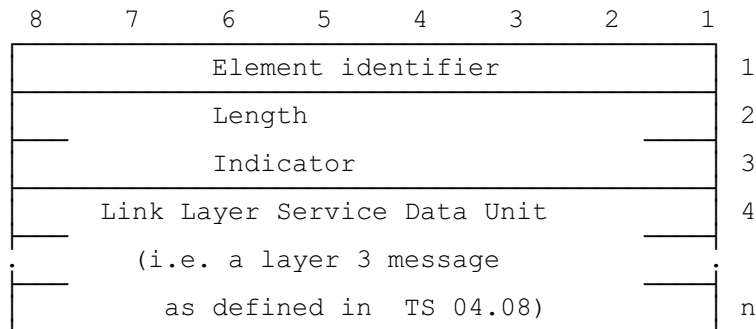 8 7 6 5 4 3 2 1
Element identifier 1
Length 2
Indicator 3
Link Layer Service Data Unit 4
(i.e. a layer 3 message
as defined in TS 04.08) n